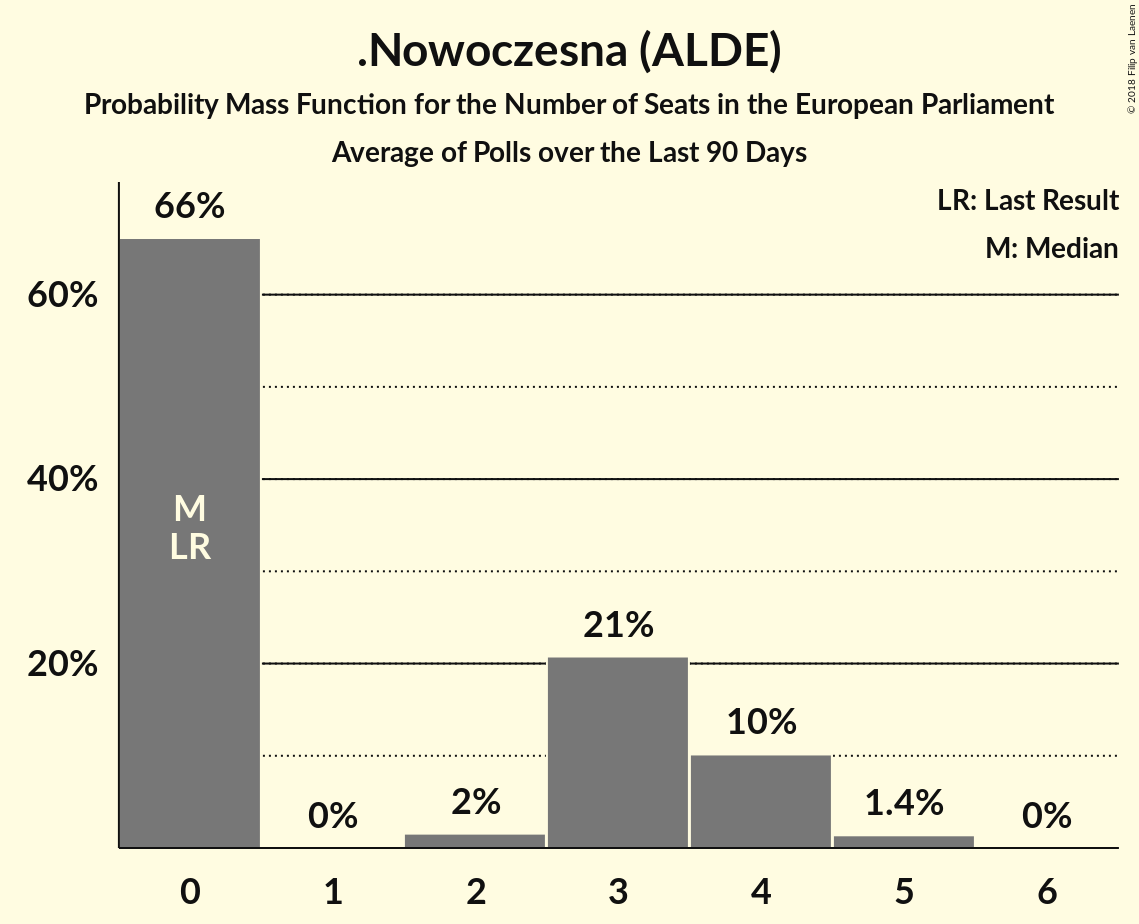 .Nowoczesna (ALDE)
Probability Mass Function for the Number of Seats in the European Parliament
Average of Polls over the Last 90 Days
© 2018 Filip van Laenen
LR: Last Result
M: Median
66%
60%
40%
M
LR
21%
20%
10%
2%
1.4%
0%
0%
0 1 2 3 4 5 6